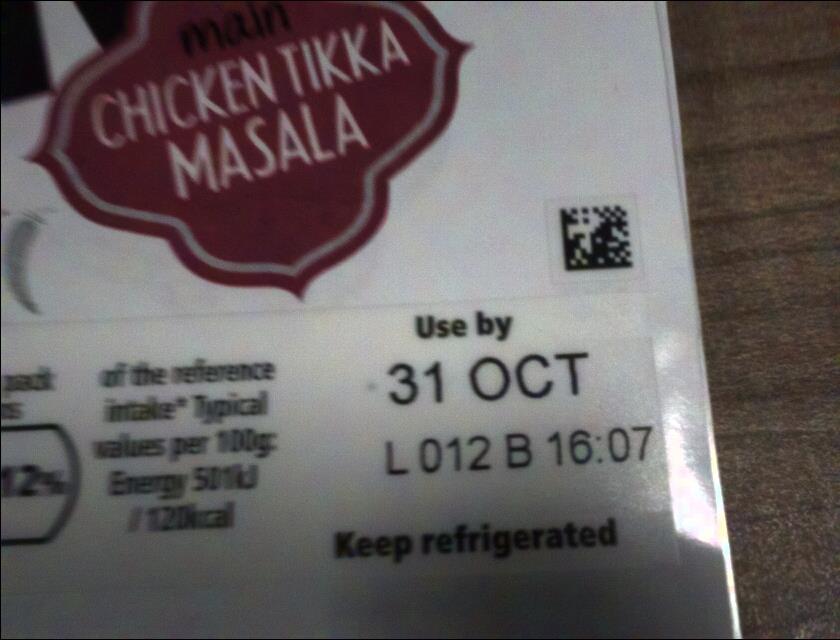 main
CHICKEN TIKKA
MASALA
Use by
31 OCT
L 012 B 16:07
Keep refrigerated
pack
12%
of the reference
intake* Typical
values per 100g:
Energy 501kJ
/ 120kcal